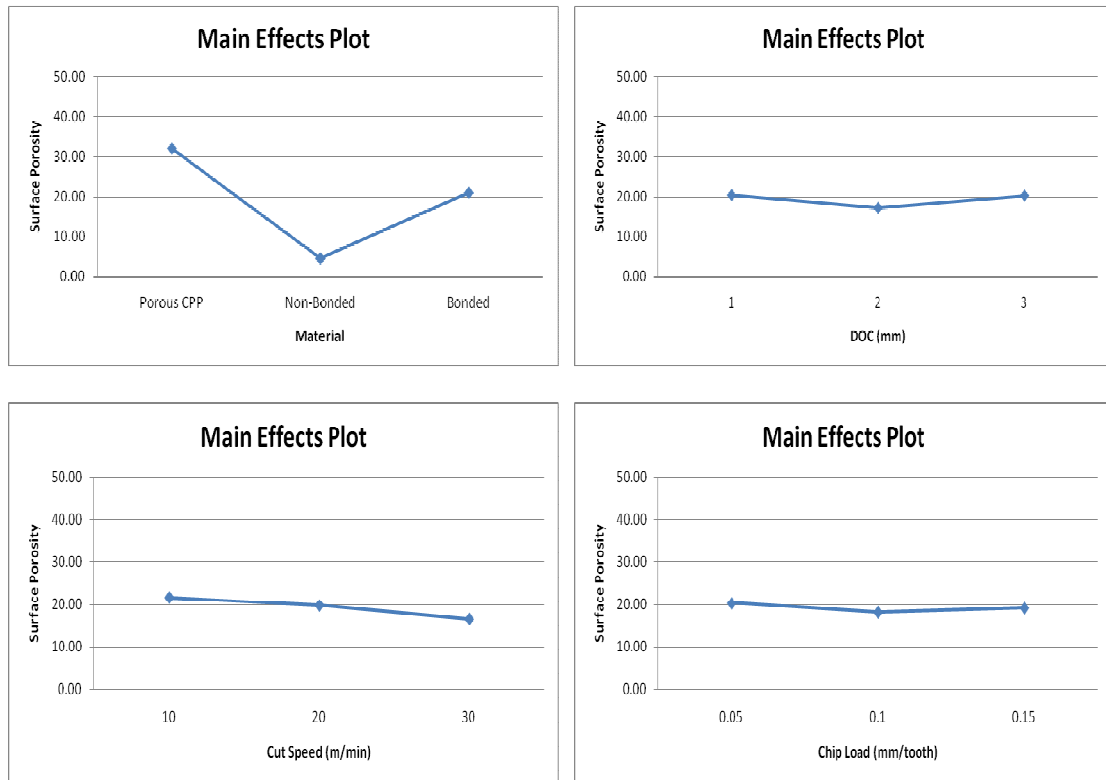 Main Effects Plot
50.00
40.00
30.00
20.00
10.00
0.00
Surface Porosity
Porous CPP Non-Bonded Bonded
Material
Main Effects Plot
50.00
40.00
30.00
20.00
10.00
0.00
Surface Porosity
1 2 3
DOC (mm)
Main Effects Plot
50.00
40.00
30.00
20.00
10.00
0.00
Surface Porosity
10 20 30
Cut Speed (m/min)
Main Effects Plot
50.00
40.00
30.00
20.00
10.00
0.00
Surface Porosity
0.05 0.1 0.15
Chip Load (mm/tooth)